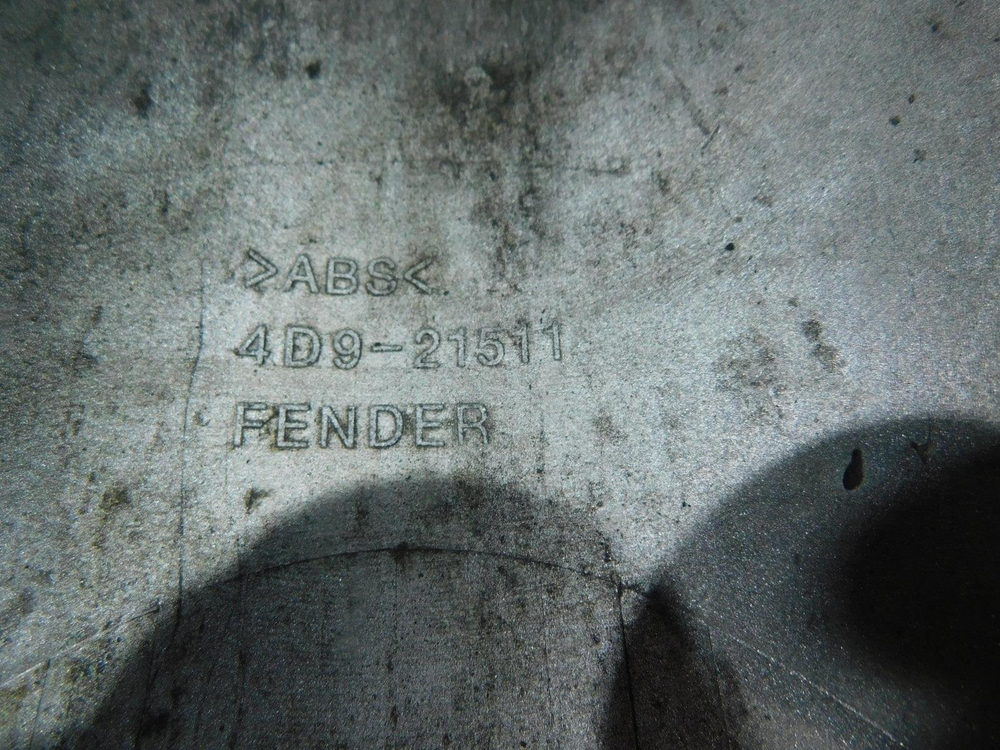 >ABS<
4D9-21511
FENDER